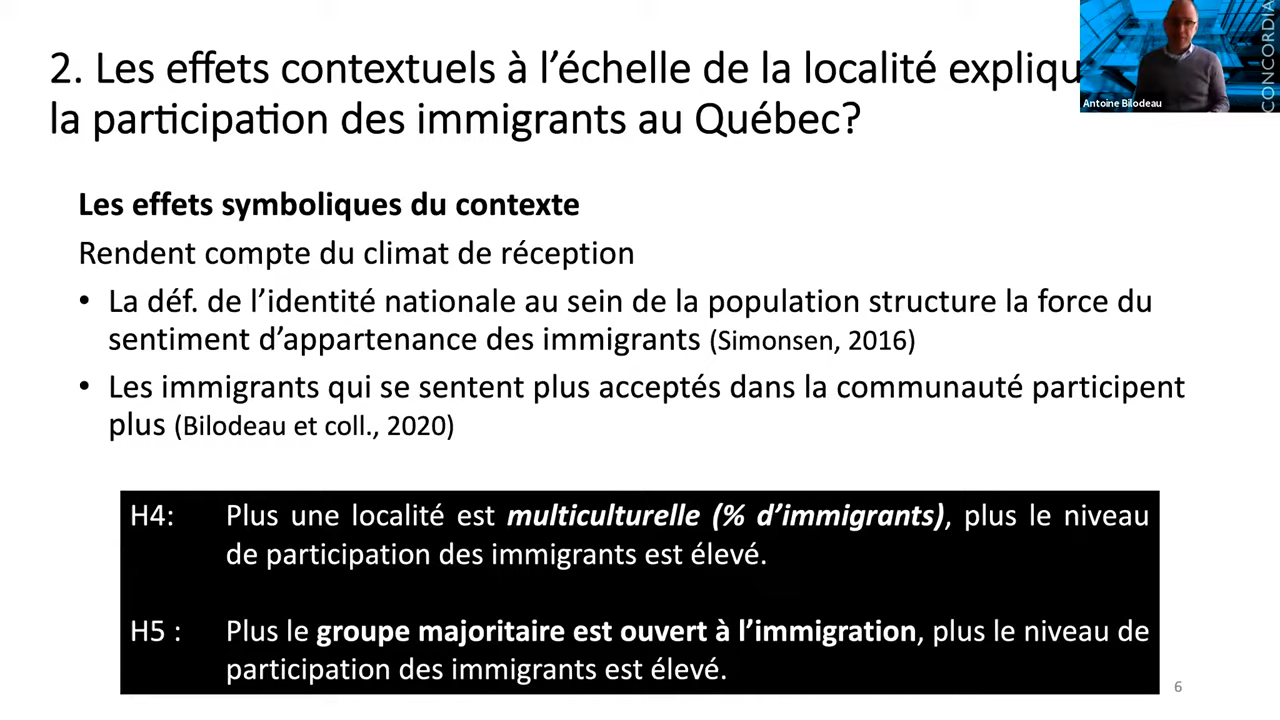 2. Les effets contextuels à l'échelle de la localité expliqu
la participation des immigrants au Québec?
Antoine Bilodeau
CONCORDIA
Les effets symboliques du contexte
Rendent compte du climat de réception
• La déf. de l'identité nationale au sein de la population structure la force du
sentiment d'appartenance des immigrants (Simonsen, 2016)
• Les immigrants qui se sentent plus acceptés dans la communauté participent
plus (Bilodeau et coll., 2020)
H4: Plus une localité est multiculturelle (% d'immigrants), plus le niveau
de participation des immigrants est élevé.
H5 : Plus le groupe majoritaire est ouvert à l'immigration, plus le niveau de
participation des immigrants est élevé.
6